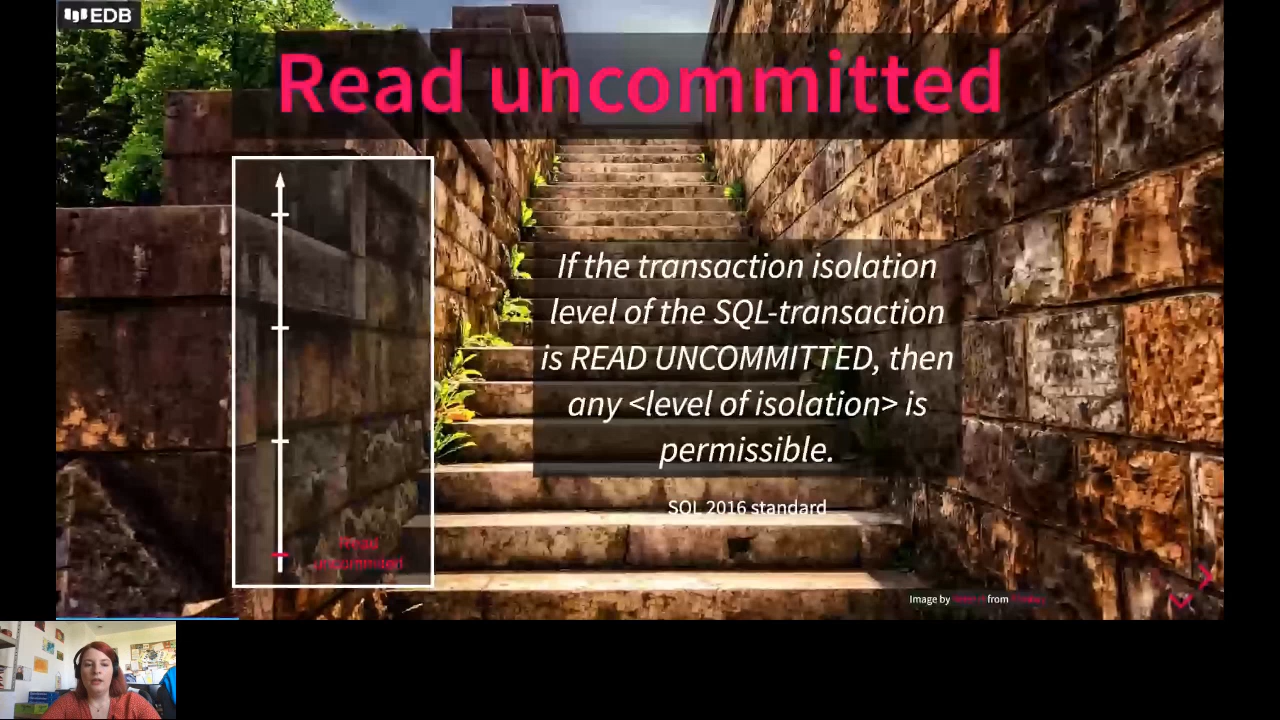 EDB
Read uncommitted
If the transaction isolation
level of the SQL-transaction
is READ UNCOMMITTED, then
any <level of isolation> is
permissible.
SQL 2016 standard
Read
uncommited
Image by from